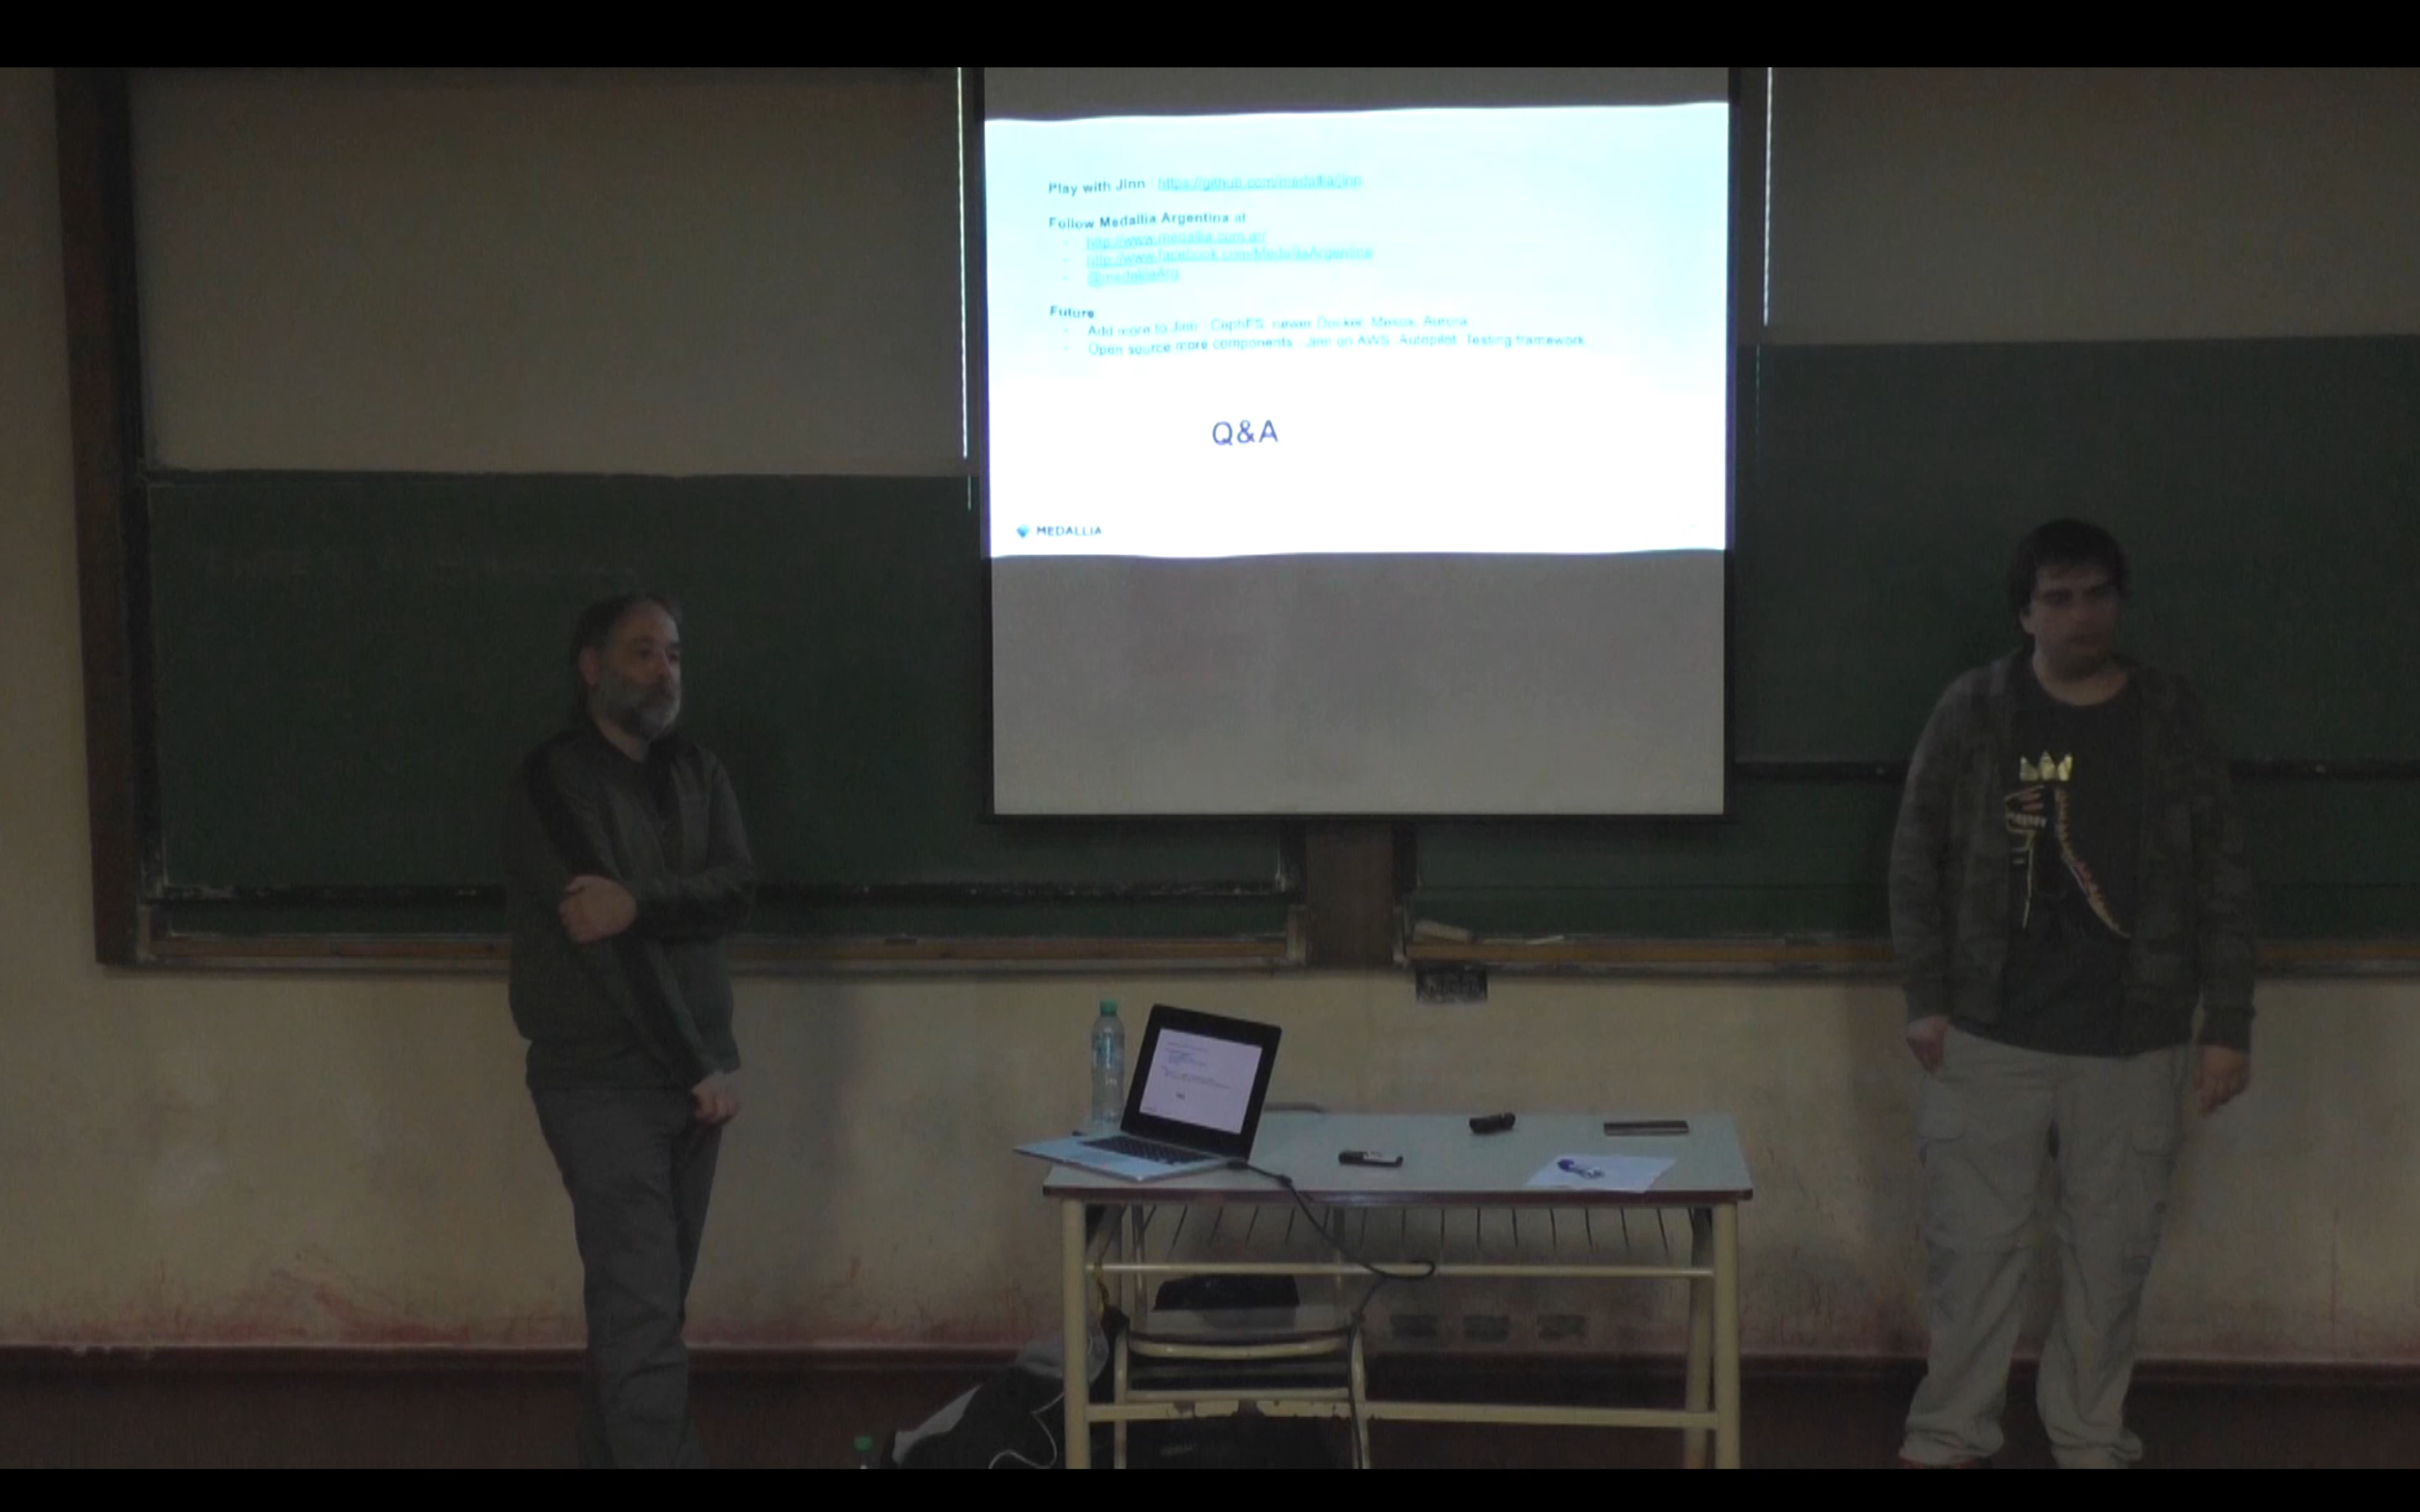 Play with Jinn : https://github.com/medallia/jinn
Follow Medallia Argentina at
- http://www.medallia.com.ar/
- http://www.facebook.com/MedalliaArgentina
- @medalliaArg
Future
- Add more to Jinn : CephFS, newer Docker, Mesos, Aurora
- Open source more components : Jinn on AWS, Autopilot, Testing framework
Q&A
MEDALLIA